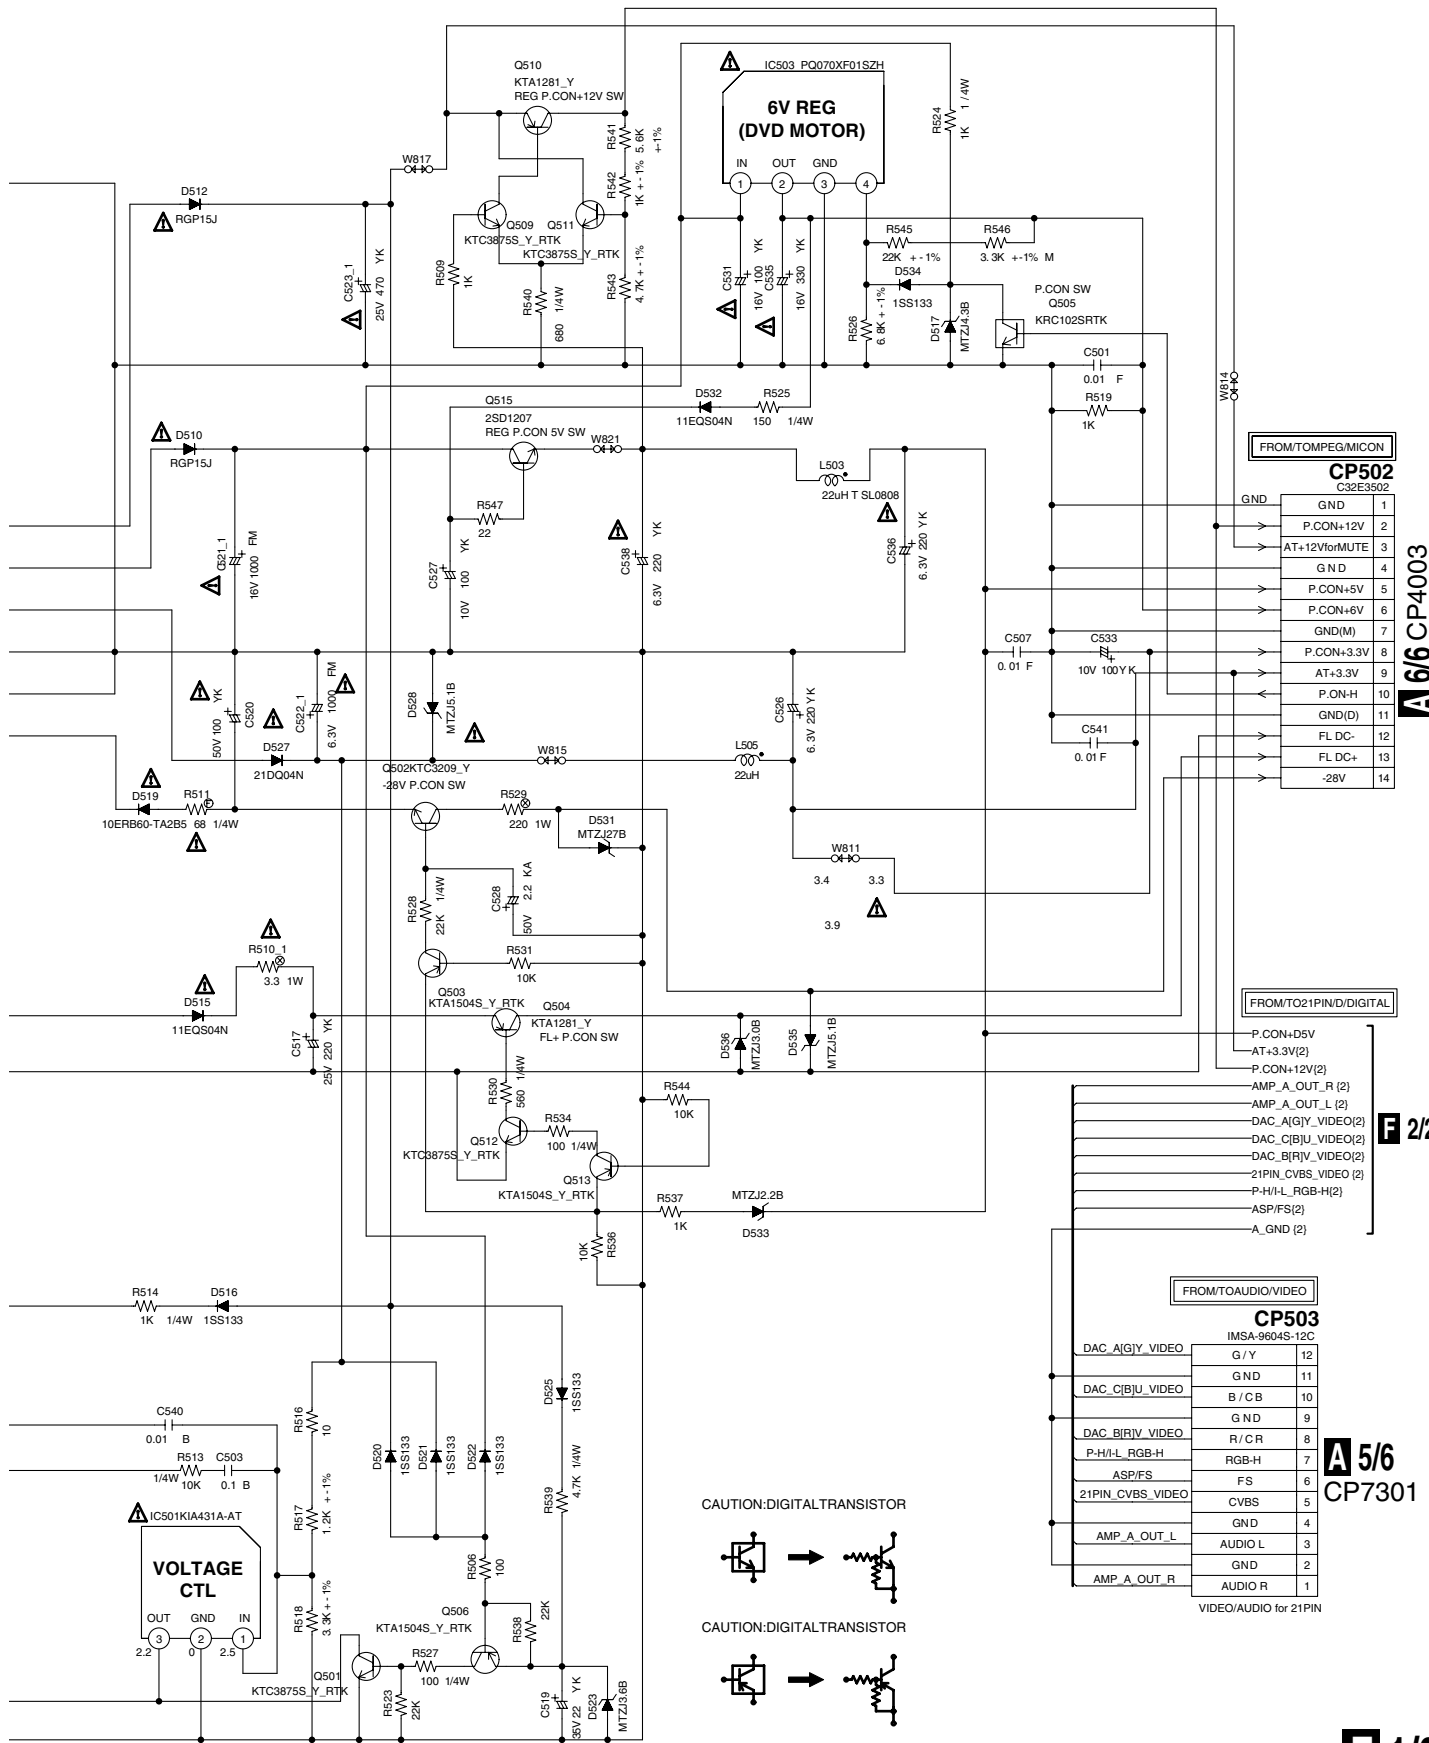 Q510
KTA1281_Y
REG P.CON+12V SW
IC503 PQ070XF01SZH
6V REG
(DVD MOTOR)
IN OUT GND
1 2 3 4
R524
1K 1/4W
R541
5.6K
+-1%
R542
1K +-1%
W817
D512
RGP15J
Q509
KTC3875S_Y_RTK
Q511
KTC3875S_Y_RTK
R509
1K
R540
680 1/4W
R543
4.7K +-1%
C523_1
25V 470 YK
C531
16V 100 YK
C535
16V 330 YK
R545
22K +-1%
R546
3.3K +-1% M
D534
1SS133
R526
6.8K +-1%
D517
MTZJ4.3B
P.CON SW
Q505
KRC102SRTK
C501
0.01 F
R519
1K
W814
Q515
2SD1207
REG P.CON 5V SW
D532
11EQS04N
R525
150 1/4W
D510
RGP15J
W821
L503
22uH T SL0808
R547
22
C521_1
16V 1000 FM
C527
10V 100 YK
C538
6.3V 220 YK
C536
6.3V 220 YK
FROM/TOMPEG/MICON
CP502
C32E3502
GND GND 1
P.CON+12V 2
AT+12VforMUTE 3
GND 4
P.CON+5V 5
P.CON+6V 6
GND(M) 7
P.CON+3.3V 8
AT+3.3V 9
P.ON-H 10
GND(D) 11
FL DC- 12
FL DC+ 13
-28V 14
A 6/6 CP4003
C507
0.01 F
C533
10V 100YK
C541
0.01F
C520
50V 100 YK
C522_1
6.3V 1000 FM
D528
MTZJ5.1B
C526
6.3V 220 YK
D527
21DQ04N
Q502KTC3209_Y
-28V P.CON SW
W815
L505
22uH
D519
10ERB60-TA2B5
R511
68 1/4W
R529
220 1W
D531
MTZJ27B
W811
3.4 3.3
3.9
R528
22K 1/4W
C528
50V 2.2 KA
R510_1
3.3 1W
R531
10K
Q503
KTA1504S_Y_RTK
D515
11EQS04N
C517
25V 220 YK
Q504
KTA1281_Y
FL+ P.CON SW
D536
MTZJ3.0B
D535
MTZJ5.1B
R530
560 1/4W
R544
10K
Q512
KTC3875S_Y_RTK
R534
100 1/4W
Q513
KTA1504S_Y_RTK
R537
1K
MTZJ2.2B
D533
R536
10K
FROM/TO21PIN/D/DIGITAL
P.CON+D5V
AT+3.3V{2}
P.CON+12V{2}
AMP_A_OUT_R {2}
AMP_A_OUT_L {2}
DAC_A[G]Y_VIDEO{2}
DAC_C[B]U_VIDEO{2}
DAC_B[R]V_VIDEO{2}
21PIN_CVBS_VIDEO {2}
P-H/I-L_RGB-H{2}
ASP/FS{2}
A_GND {2}
F 2/2
R514
1K 1/4W
D516
1SS133
D525
1SS133
C540
0.01 B
R513
1/4W 10K
C503
0.1 B
R516
10
D520
1SS133
D521
1SS133
D522
1SS133
R539
4.7K 1/4W
R517
1.2K +-1%
IC501KIA431A-AT
VOLTAGE
CTL
OUT GND IN
3 2 1
2.2 0 2.5
R518
3.3K +-1%
R506
100
Q506
KTA1504S_Y_RTK
R538
22K
Q501
KTC3875S_Y_RTK
R527
100 1/4W
R523
22K
C519
35V 22 YK
D523
MTZJ3.6B
CAUTION:DIGITALTRANSISTOR
CAUTION:DIGITALTRANSISTOR
FROM/TOAUDIO/VIDEO
CP503
IMSA-9604S-12C
DAC_A[G]Y_VIDEO G/Y 12
GND 11
DAC_C[B]U_VIDEO B/CB 10
GND 9
DAC_B[R]V_VIDEO R/CR 8
P-H/I-L_RGB-H RGB-H 7
ASP/FS FS 6
21PIN_CVBS_VIDEO CVBS 5
GND 4
AMP_A_OUT_L AUDIO L 3
GND 2
AMP_A_OUT_R AUDIO R 1
VIDEO/AUDIO for 21PIN
A 5/6
CP7301